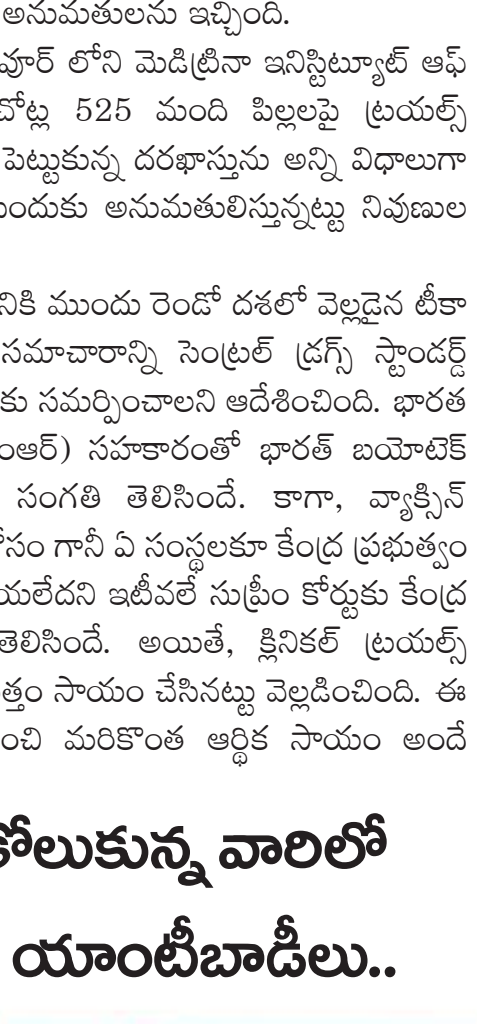 అనుమతులను ఇచ్చింది.
వూర్ లోని మెడిట్రినా ఇనిస్టిట్యూట్ ఆఫ్
చోట్ల 525 మంది పిల్లలపై ట్రయల్స్
పెట్టుకున్న దరఖాస్తును అన్ని విధాలుగా
ుందుకు అనుమతులిస్తున్నట్టు నివుణుల
నికి ముందు రెండో దశలో వెల్లడైన టీకా
సమాచారాన్ని సెంట్రల్ డ్రగ్స్ స్టాండర్డ్
కు సమర్పించాలని ఆదేశించింది. భారత
ంఆర్) సహకారంతో భారత్ బయోటెక్
సంగతి తెలిసిందే. కాగా, వ్యాక్సిన్
ోసం గానీ ఏ సంస్థలకూ కేంద్ర ప్రభుత్వం
యలేదని ఇటీవలే సుప్రీం కోర్టుకు కేంద్ర
తెలిసిందే. అయితే, క్లినికల్ ట్రయల్స్
త్తం సాయం చేసినట్టు వెల్లడించింది. ఈ
ంచి మరికొంత ఆర్థిక సాయం అందే
కోలుకున్న వారిలో
యాంటీబాడీలు..